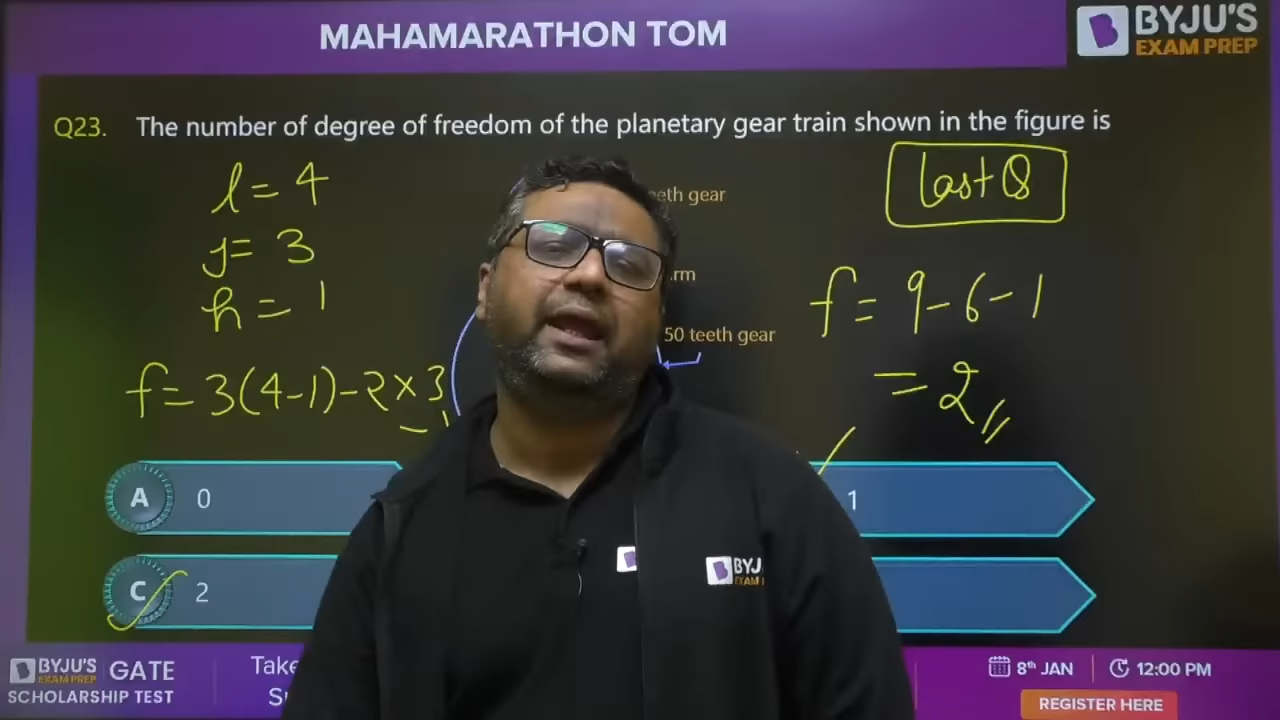 MAHAMARATHON TOM
BYJU'S
EXAM PREP
Q23. The number of degree of freedom of the planetary gear train shown in the figure is
l = 4
j = 3
h = 1
f = 3(4-1)-2×3
-1
eth gear
rm
50 teeth gear
Last Q
f = 9-6-1
= 2
A 0
1
C 2
BYJU'S
EXAM PREP
GATE
SCHOLARSHIP TEST
Take
8th JAN
12:00 PM
REGISTER HERE